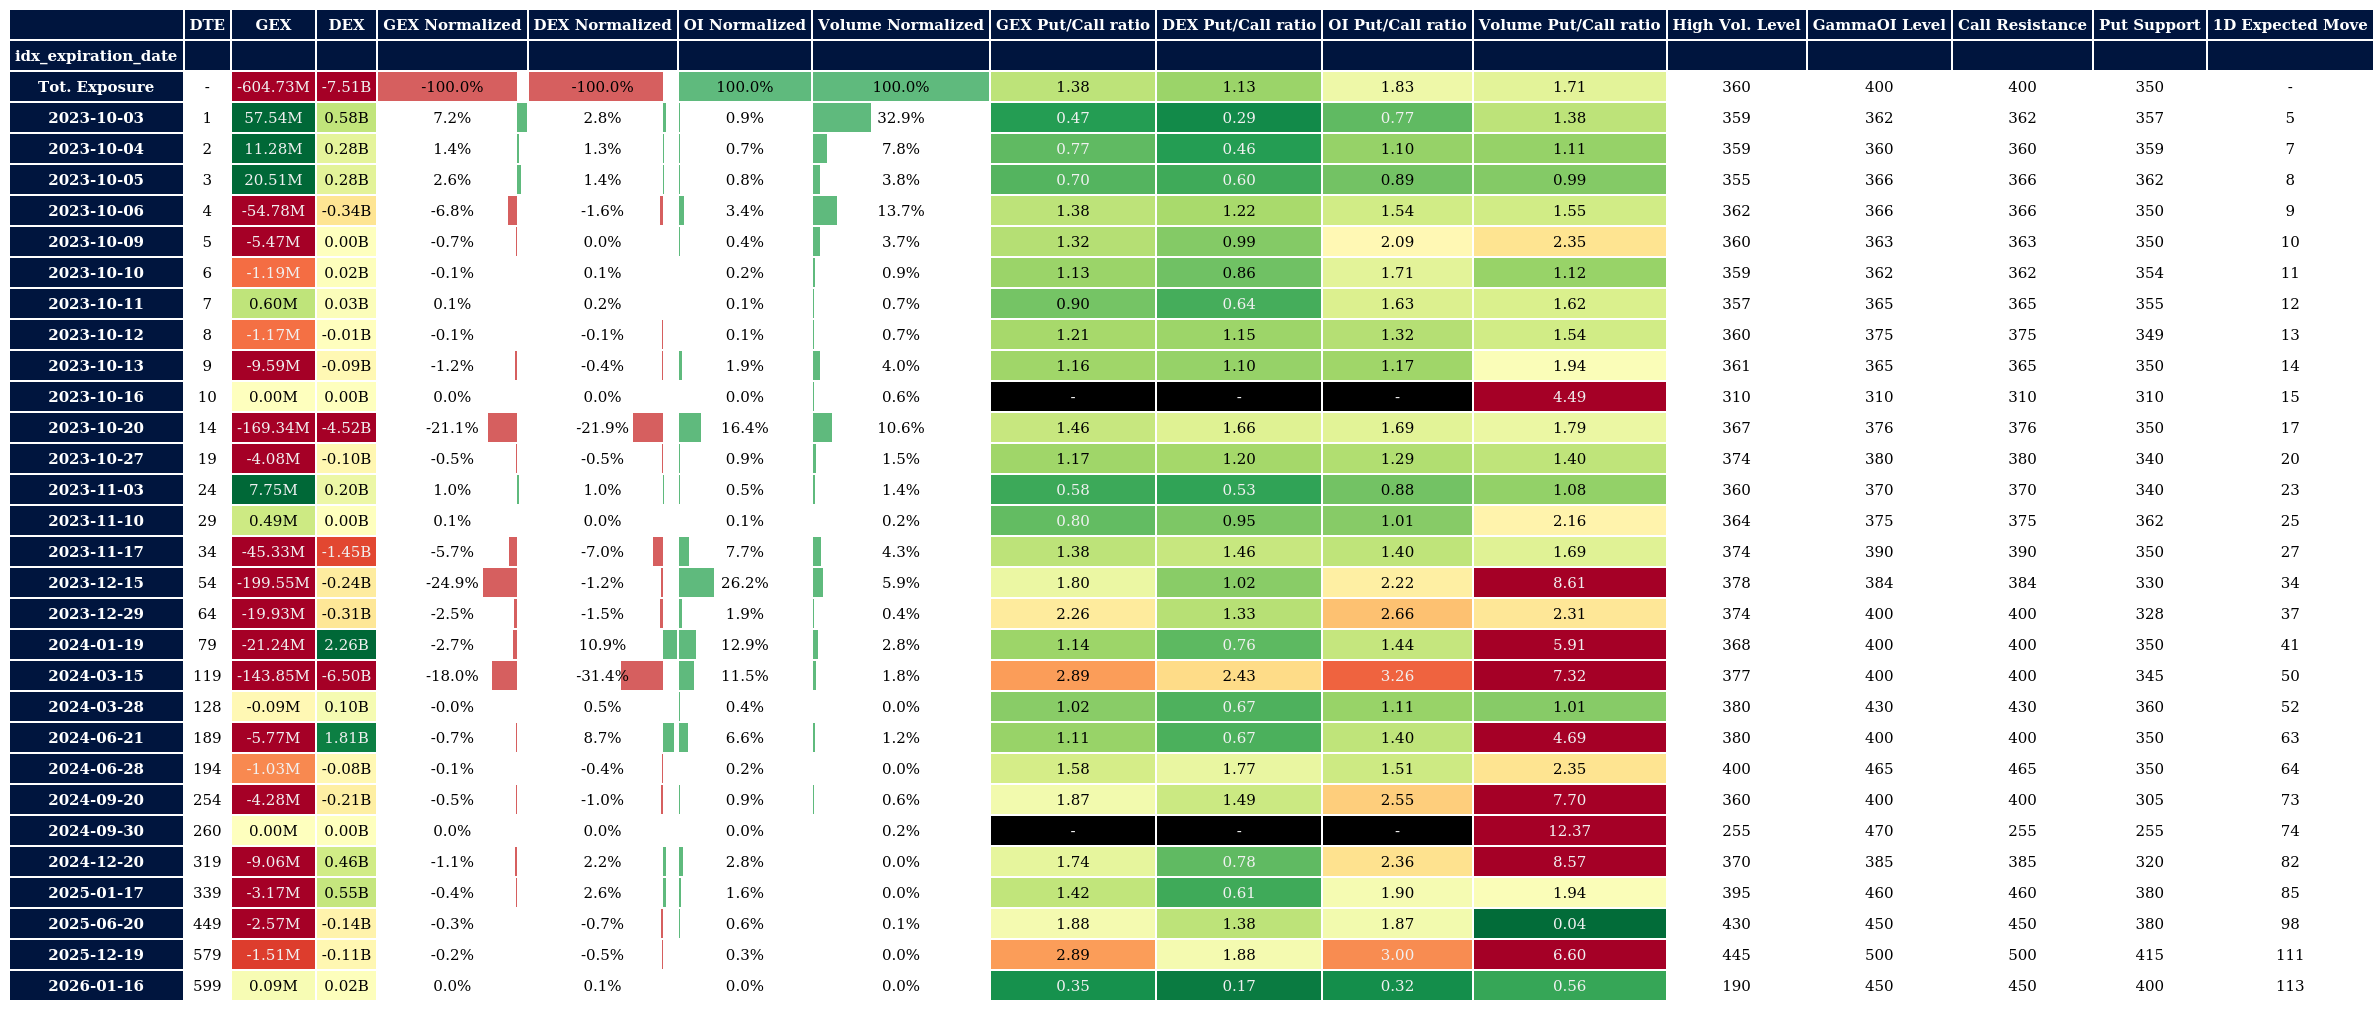 DTE GEX DEX GEX Normalized DEX Normalized OI Normalized Volume Normalized GEX Put/Call ratio DEX Put/Call ratio OI Put/Call ratio Volume Put/Call ratio High Vol. Level GammaOI Level Call Resistance Put Support 1D Expected Move
idx_expiration_date
Tot. Exposure - -604.73M -7.51B -100.0% -100.0% 100.0% 100.0% 1.38 1.13 1.83 1.71 360 400 400 350 -
2023-10-03 1 57.54M 0.58B 7.2% 2.8% 0.9% 32.9% 0.47 0.29 0.77 1.38 359 362 362 357 5
2023-10-04 2 11.28M 0.28B 1.4% 1.3% 0.7% 7.8% 0.77 0.46 1.10 1.11 359 360 360 359 7
2023-10-05 3 20.51M 0.28B 2.6% 1.4% 0.8% 3.8% 0.70 0.60 0.89 0.99 355 366 366 362 8
2023-10-06 4 -54.78M -0.34B -6.8% -1.6% 3.4% 13.7% 1.38 1.22 1.54 1.55 362 366 366 350 9
2023-10-09 5 -5.47M 0.00B -0.7% 0.0% 0.4% 3.7% 1.32 0.99 2.09 2.35 360 363 363 350 10
2023-10-10 6 -1.19M 0.02B -0.1% 0.1% 0.2% 0.9% 1.13 0.86 1.71 1.12 359 362 362 354 11
2023-10-11 7 0.60M 0.03B 0.1% 0.2% 0.1% 0.7% 0.90 0.64 1.63 1.62 357 365 365 355 12
2023-10-12 8 -1.17M -0.01B -0.1% -0.1% 0.1% 0.7% 1.21 1.15 1.32 1.54 360 375 375 349 13
2023-10-13 9 -9.59M -0.09B -1.2% -0.4% 1.9% 4.0% 1.16 1.10 1.17 1.94 361 365 365 350 14
2023-10-16 10 0.00M 0.00B 0.0% 0.0% 0.0% 0.6% - - - 4.49 310 310 310 310 15
2023-10-20 14 -169.34M -4.52B -21.1% -21.9% 16.4% 10.6% 1.46 1.66 1.69 1.79 367 376 376 350 17
2023-10-27 19 -4.08M -0.10B -0.5% -0.5% 0.9% 1.5% 1.17 1.20 1.29 1.40 374 380 380 340 20
2023-11-03 24 7.75M 0.20B 1.0% 1.0% 0.5% 1.4% 0.58 0.53 0.88 1.08 360 370 370 340 23
2023-11-10 29 0.49M 0.00B 0.1% 0.0% 0.1% 0.2% 0.80 0.95 1.01 2.16 364 375 375 362 25
2023-11-17 34 -45.33M -1.45B -5.7% -7.0% 7.7% 4.3% 1.38 1.46 1.40 1.69 374 390 390 350 27
2023-12-15 54 -199.55M -0.24B -24.9% -1.2% 26.2% 5.9% 1.80 1.02 2.22 8.61 378 384 384 330 34
2023-12-29 64 -19.93M -0.31B -2.5% -1.5% 1.9% 0.4% 2.26 1.33 2.66 2.31 374 400 400 328 37
2024-01-19 79 -21.24M 2.26B -2.7% 10.9% 12.9% 2.8% 1.14 0.76 1.44 5.91 368 400 400 350 41
2024-03-15 119 -143.85M -6.50B -18.0% -31.4% 11.5% 1.8% 2.89 2.43 3.26 7.32 377 400 400 345 50
2024-03-28 128 -0.09M 0.10B -0.0% 0.5% 0.4% 0.0% 1.02 0.67 1.11 1.01 380 430 430 360 52
2024-06-21 189 -5.77M 1.81B -0.7% 8.7% 6.6% 1.2% 1.11 0.67 1.40 4.69 380 400 400 350 63
2024-06-28 194 -1.03M -0.08B -0.1% -0.4% 0.2% 0.0% 1.58 1.77 1.51 2.35 400 465 465 350 64
2024-09-20 254 -4.28M -0.21B -0.5% -1.0% 0.9% 0.6% 1.87 1.49 2.55 7.70 360 400 400 305 73
2024-09-30 260 0.00M 0.00B 0.0% 0.0% 0.0% 0.2% - - - 12.37 255 470 255 255 74
2024-12-20 319 -9.06M 0.46B -1.1% 2.2% 2.8% 0.0% 1.74 0.78 2.36 8.57 370 385 385 320 82
2025-01-17 339 -3.17M 0.55B -0.4% 2.6% 1.6% 0.0% 1.42 0.61 1.90 1.94 395 460 460 380 85
2025-06-20 449 -2.57M -0.14B -0.3% -0.7% 0.6% 0.1% 1.88 1.38 1.87 0.04 430 450 450 380 98
2025-12-19 579 -1.51M -0.11B -0.2% -0.5% 0.3% 0.0% 2.89 1.88 3.00 6.60 445 500 500 415 111
2026-01-16 599 0.09M 0.02B 0.0% 0.1% 0.0% 0.0% 0.35 0.17 0.32 0.56 190 450 450 400 113